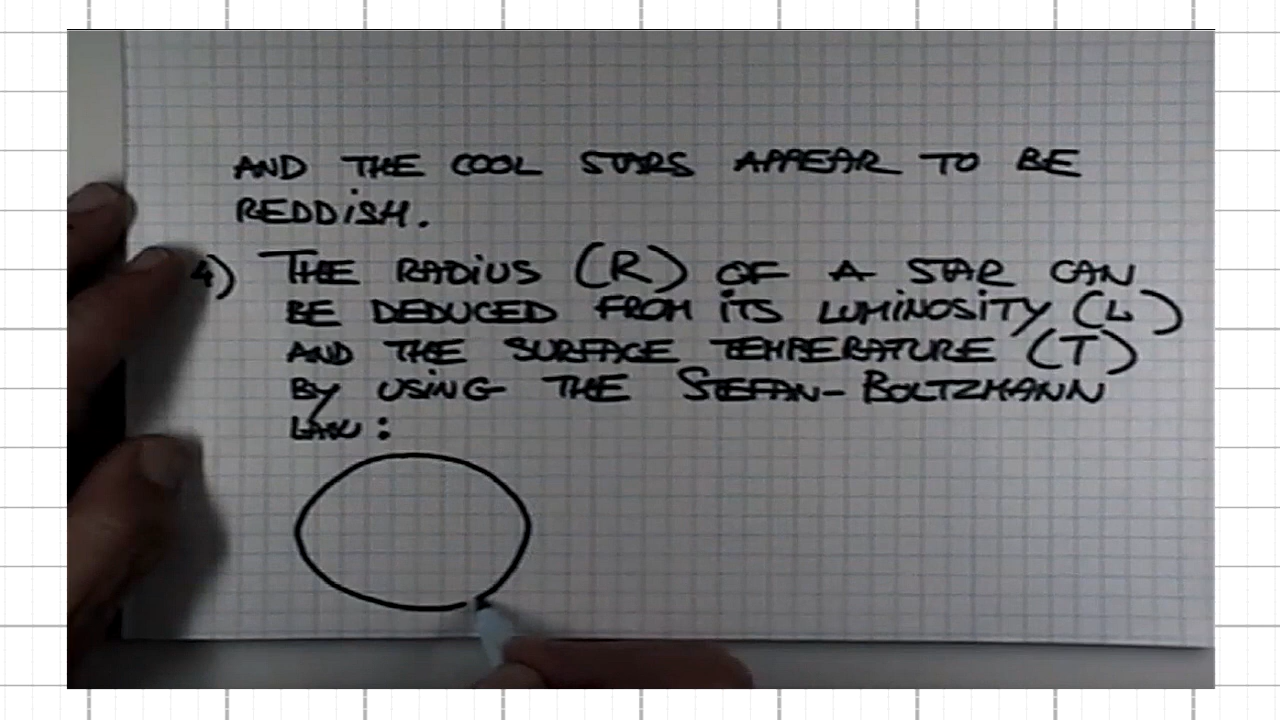 AND THE COOL STARS APPEAR TO BE
REDDiSH.
4) THE RADiUS (R) OF A STAR CAN
BE DEDUCED FROM iTS LUMiNOSiTY (L)
AND THE SURFACE TEMPERATURE (T)
BY USING THE STEFAN-BOLTZMANN
LAW: